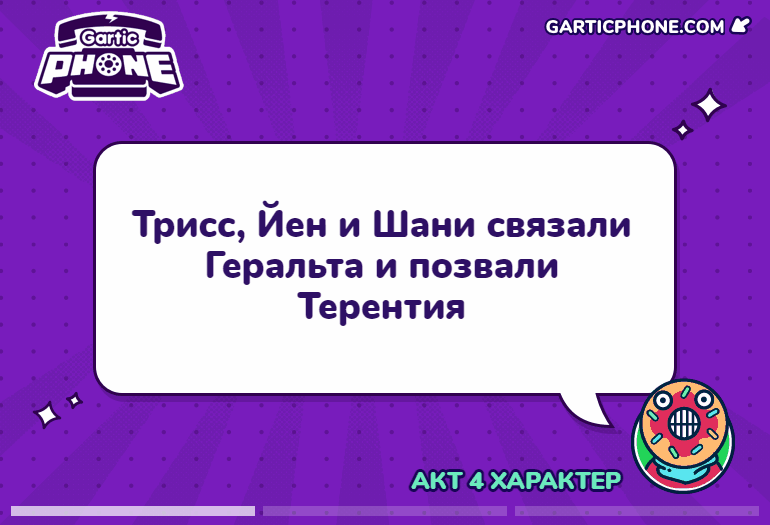 Gartic
PHONE
GARTICPHONE.COM
Трисс, Йен и Шани связали
Геральта и позвали
Терентия
АКТ 4 ХАРАКТЕР